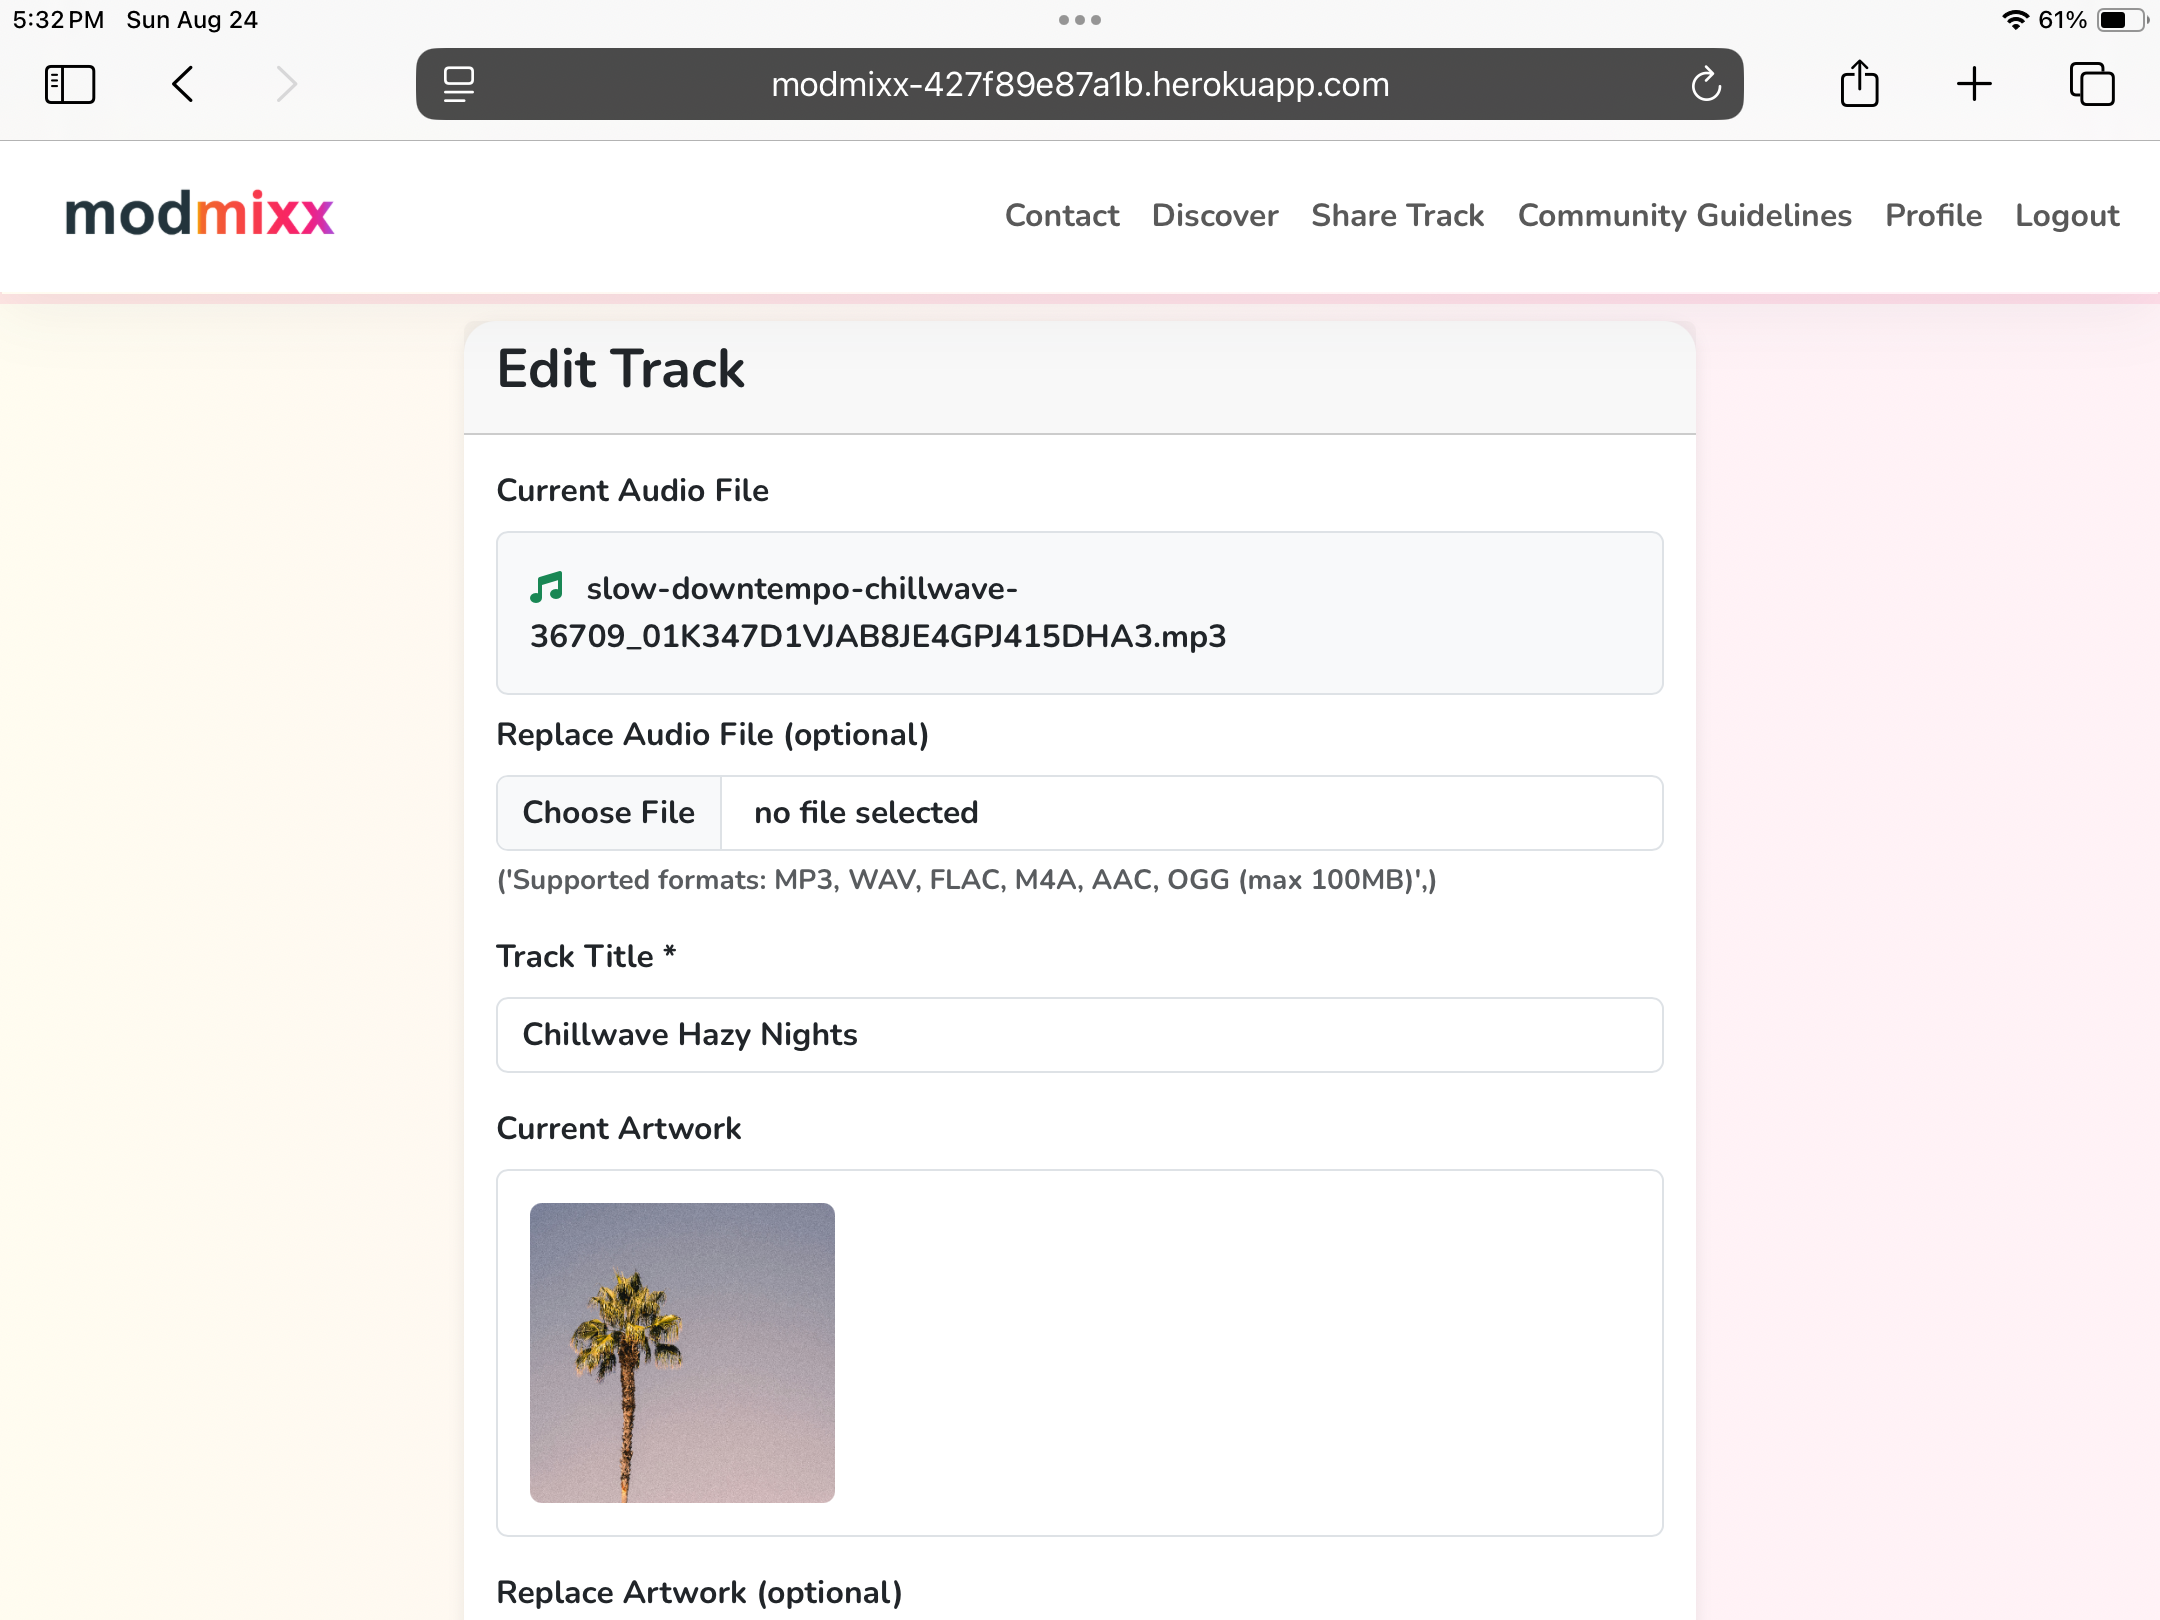 5:32 PM Sun Aug 24
61%
modmixx-427f89e87a1b.herokuapp.com
modmixx
Contact Discover Share Track Community Guidelines Profile Logout
Edit Track
Current Audio File
slow-downtempo-chillwave-
36709_01K347D1VJAB8JE4GPJ415DHA3.mp3
Replace Audio File (optional)
Choose File no file selected
('Supported formats: MP3, WAV, FLAC, M4A, AAC, OGG (max 100MB)',)
Track Title *
Chillwave Hazy Nights
Current Artwork
Replace Artwork (optional)